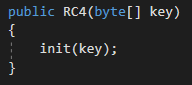 public RC4(byte[] key)
{
    init(key);
}